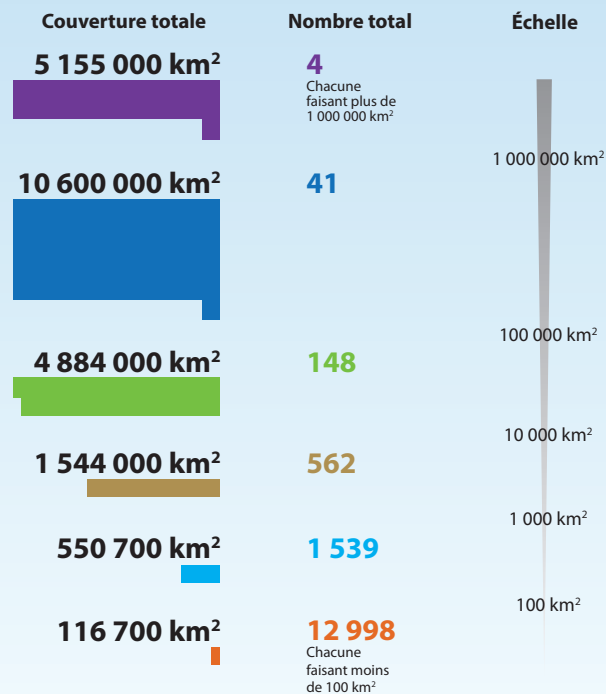 Couverture totale
Nombre total
Échelle
5 155 000 km²
4
Chacune
faisant plus de
1 000 000 km²
1 000 000 km²
10 600 000 km²
41
100 000 km²
4 884 000 km²
148
10 000 km²
1 544 000 km²
562
1 000 km²
550 700 km²
1 539
100 km²
116 700 km²
12 998
Chacune
faisant moins
de 100 km²